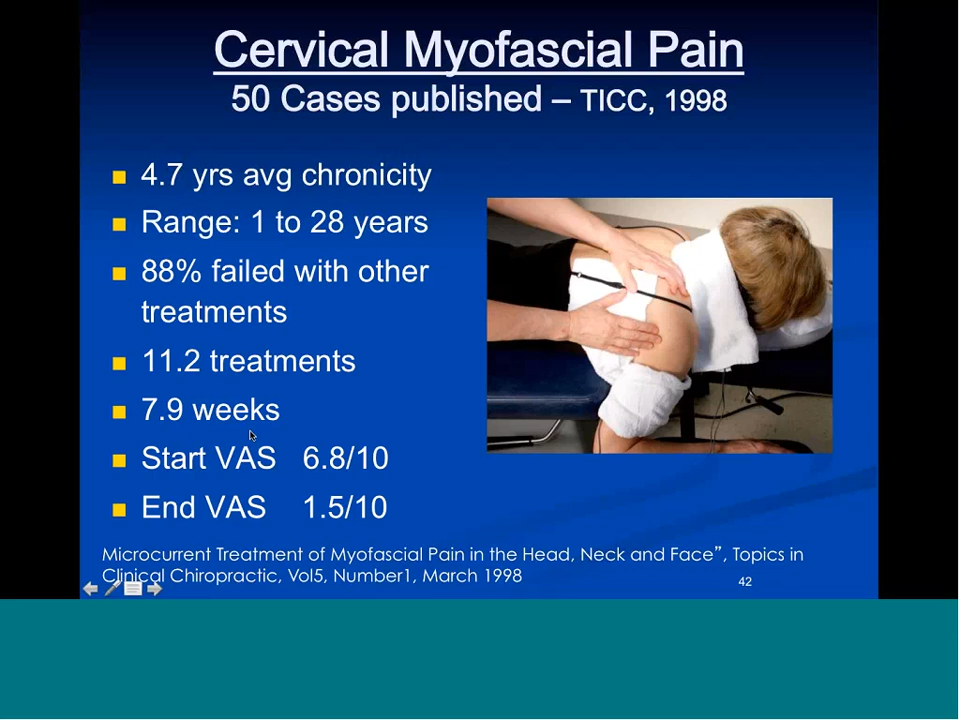 Cervical Myofascial Pain
50 Cases published – TICC, 1998
4.7 yrs avg chronicity
Range: 1 to 28 years
88% failed with other
treatments
11.2 treatments
7.9 weeks
Start VAS 6.8/10
End VAS 1.5/10
Microcurrent Treatment of Myofascial Pain in the Head, Neck and Face”, Topics in
Clinical Chiropractic, Vol5, Number1, March 1998
42